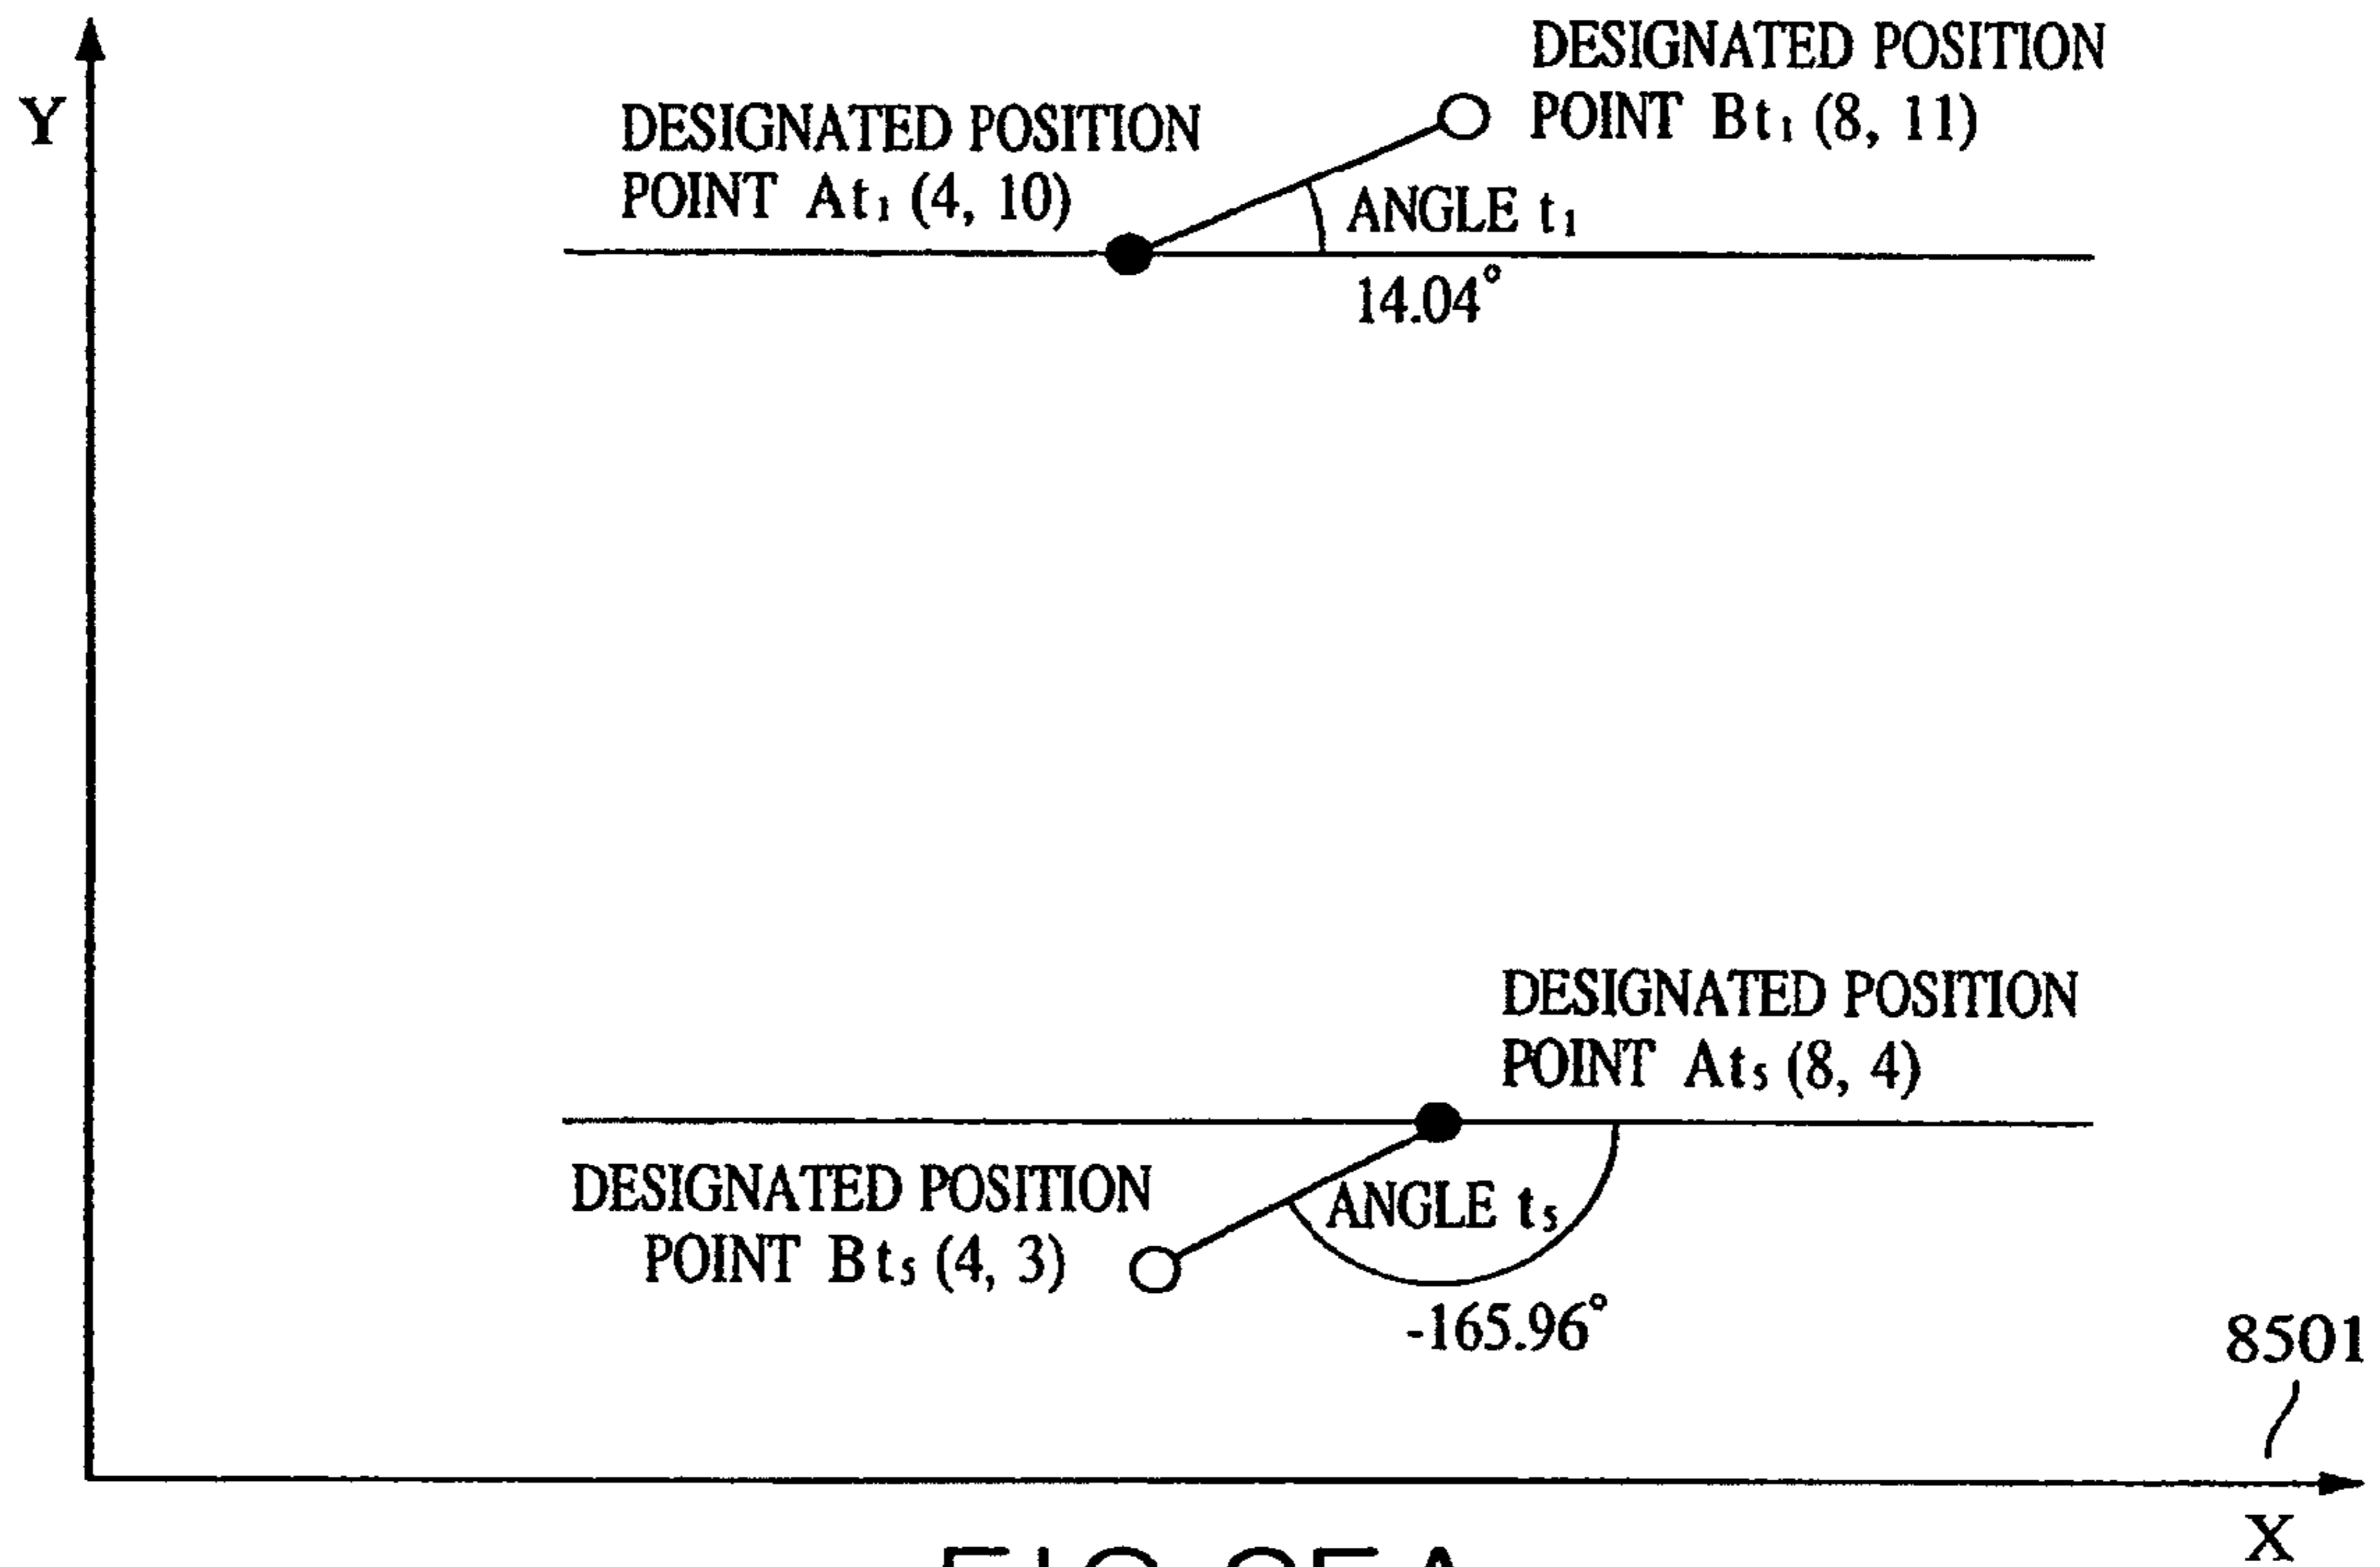 Y
DESIGNATED POSITION
POINT Bt₁ (8, 11)
DESIGNATED POSITION
POINT At₁ (4, 10)
ANGLE t₁
14.04°
DESIGNATED POSITION
POINT At₅ (8, 4)
DESIGNATED POSITION
POINT Bt₅ (4, 3)
ANGLE t₅
-165.96°
8501
X